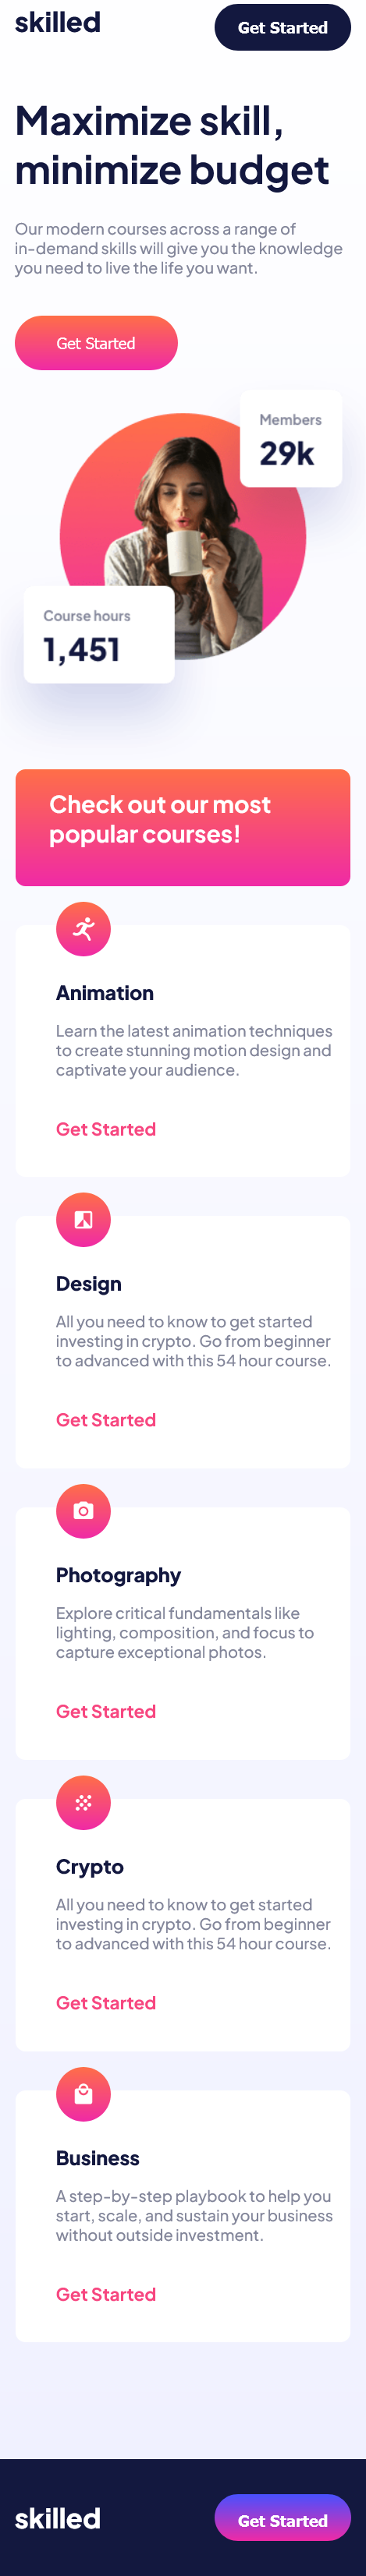 skilled
Get Started
Maximize skill,
minimize budget
Our modern courses across a range of
in-demand skills will give you the knowledge
you need to live the life you want.
Get Started
Members
29k
Course hours
1,451
Check out our most
popular courses!
Animation
Learn the latest animation techniques
to create stunning motion design and
captivate your audience.
Get Started
Design
All you need to know to get started
investing in crypto. Go from beginner
to advanced with this 54 hour course.
Get Started
Photography
Explore critical fundamentals like
lighting, composition, and focus to
capture exceptional photos.
Get Started
Crypto
All you need to know to get started
investing in crypto. Go from beginner
to advanced with this 54 hour course.
Get Started
Business
A step-by-step playbook to help you
start, scale, and sustain your business
without outside investment.
Get Started
skilled
Get Started